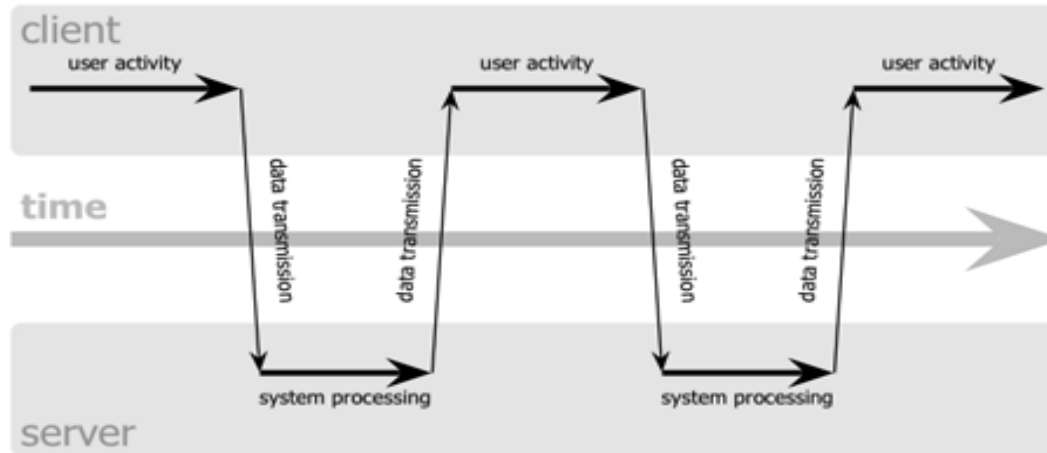 client
user activity
user activity
user activity
data transmission
data transmission
data transmission
data transmission
time
system processing
system processing
server